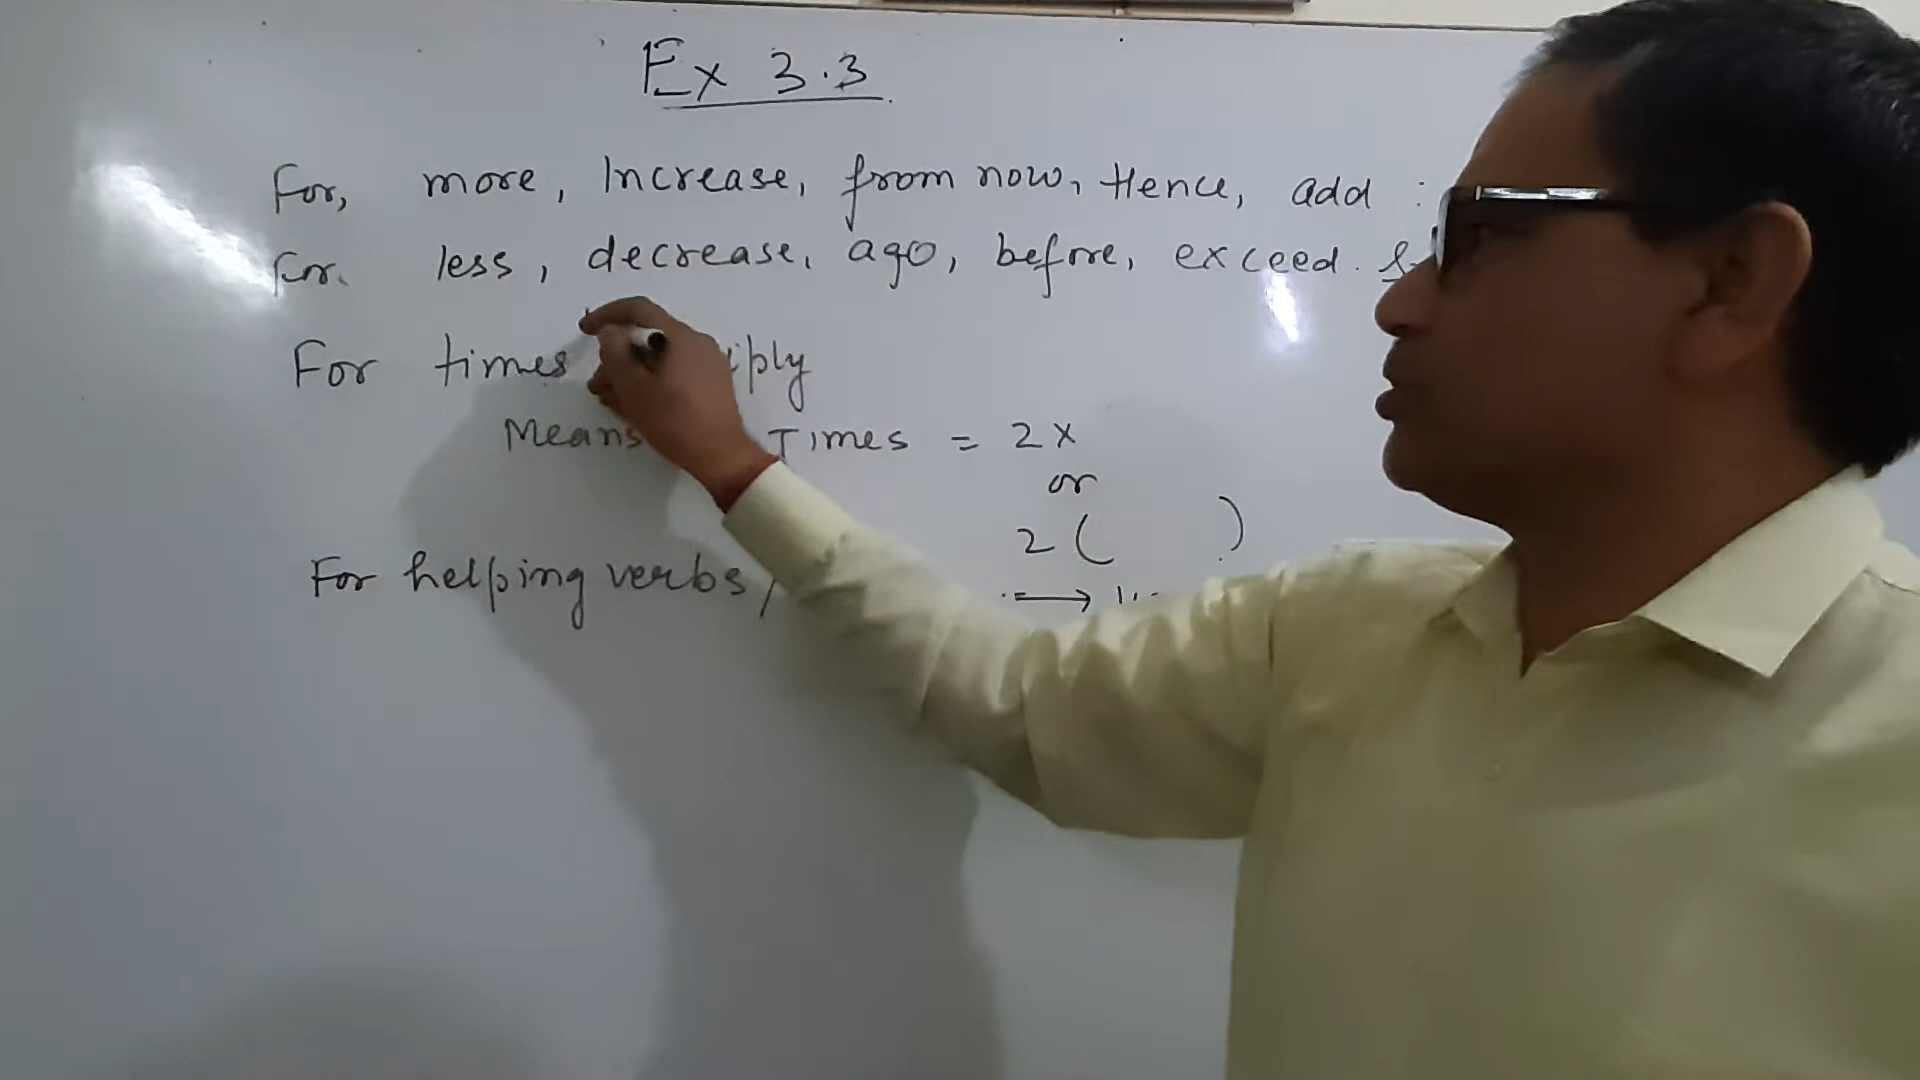 Ex 3.3
For, more, Increase, from now, Hence, add :
For. less, decrease, ago, before, exceed.
For times iply
Means Times = 2x
or
2 ( )
For helping verbs, →